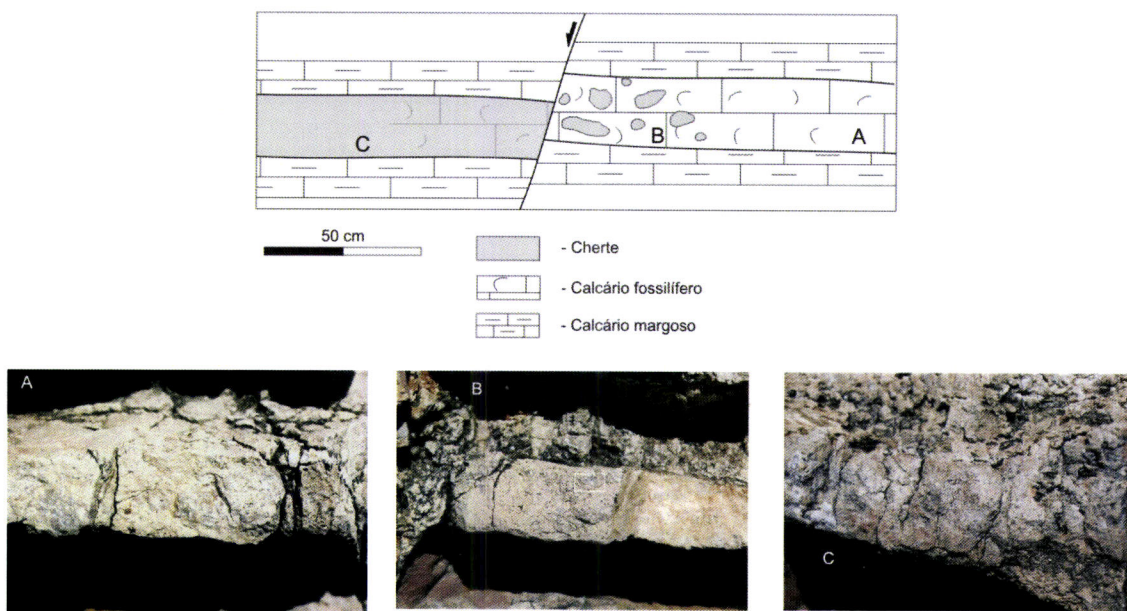 C
B
A
50 cm
- Cherte
- Calcário fossilífero
- Calcário margoso
A
B
C